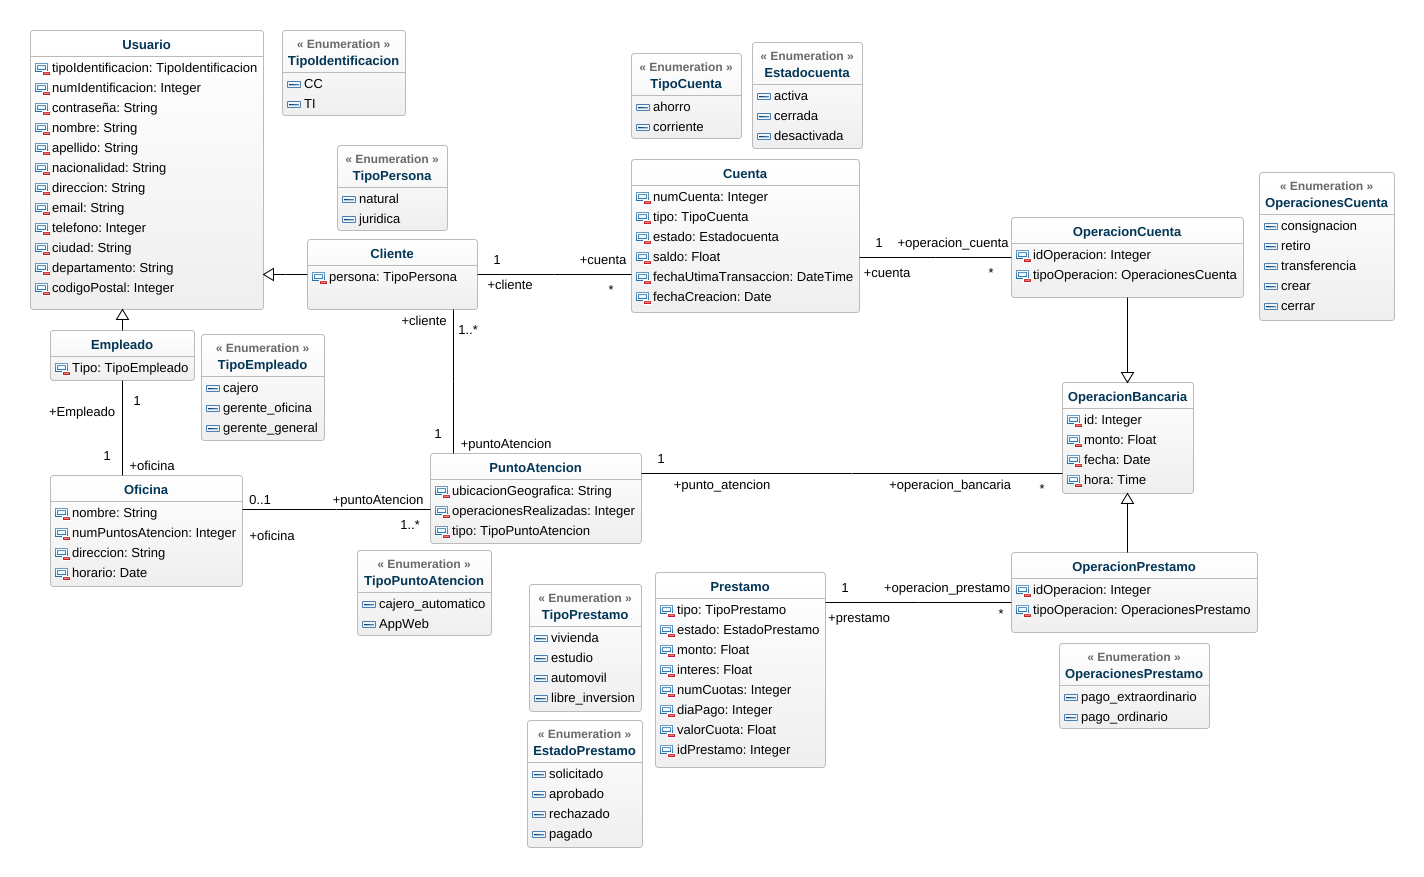 Usuario
tipoIdentificacion: TipoIdentificacion
numIdentificacion: Integer
contraseña: String
nombre: String
apellido: String
nacionalidad: String
direccion: String
email: String
telefono: Integer
ciudad: String
departamento: String
codigoPostal: Integer
« Enumeration »
TipoIdentificacion
CC
TI
« Enumeration »
TipoPersona
natural
juridica
« Enumeration »
TipoCuenta
ahorro
corriente
« Enumeration »
Estadocuenta
activa
cerrada
desactivada
Cliente
persona: TipoPersona
1
+cliente
+cuenta
*
Cuenta
numCuenta: Integer
tipo: TipoCuenta
estado: Estadocuenta
saldo: Float
fechaUtimaTransaccion: DateTime
fechaCreacion: Date
1
+operacion_cuenta
+cuenta
*
OperacionCuenta
idOperacion: Integer
tipoOperacion: OperacionesCuenta
« Enumeration »
OperacionesCuenta
consignacion
retiro
transferencia
crear
cerrar
Empleado
Tipo: TipoEmpleado
« Enumeration »
TipoEmpleado
cajero
gerente_oficina
gerente_general
+cliente
1..*
1
+puntoAtencion
+Empleado
1
1
+oficina
Oficina
nombre: String
numPuntosAtencion: Integer
direccion: String
horario: Date
0..1
+puntoAtencion
+oficina
1..*
PuntoAtencion
ubicacionGeografica: String
operacionesRealizadas: Integer
tipo: TipoPuntoAtencion
1
+punto_atencion
+operacion_bancaria
*
OperacionBancaria
id: Integer
monto: Float
fecha: Date
hora: Time
« Enumeration »
TipoPuntoAtencion
cajero_automatico
AppWeb
« Enumeration »
TipoPrestamo
vivienda
estudio
automovil
libre_inversion
« Enumeration »
EstadoPrestamo
solicitado
aprobado
rechazado
pagado
Prestamo
tipo: TipoPrestamo
estado: EstadoPrestamo
monto: Float
interes: Float
numCuotas: Integer
diaPago: Integer
valorCuota: Float
idPrestamo: Integer
1
+operacion_prestamo
+prestamo
*
OperacionPrestamo
idOperacion: Integer
tipoOperacion: OperacionesPrestamo
« Enumeration »
OperacionesPrestamo
pago_extraordinario
pago_ordinario